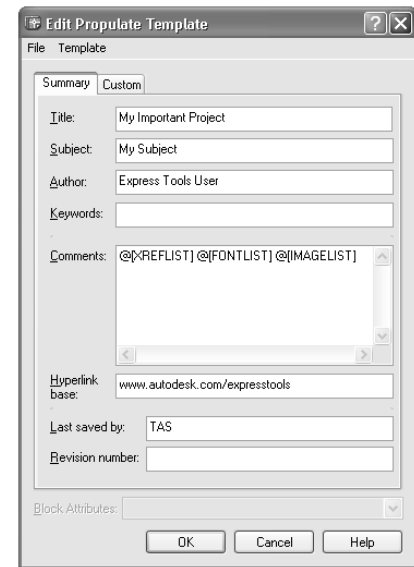 Edit Propulate Template
File Template
Summary Custom
Title: My Important Project
Subject: My Subject
Author: Express Tools User
Keywords:
Comments: @[XREFLIST] @[FONTLIST] @[IMAGELIST]
Hyperlink
base: www.autodesk.com/expresstools
Last saved by: TAS
Revision number:
Block Attributes:
OK Cancel Help